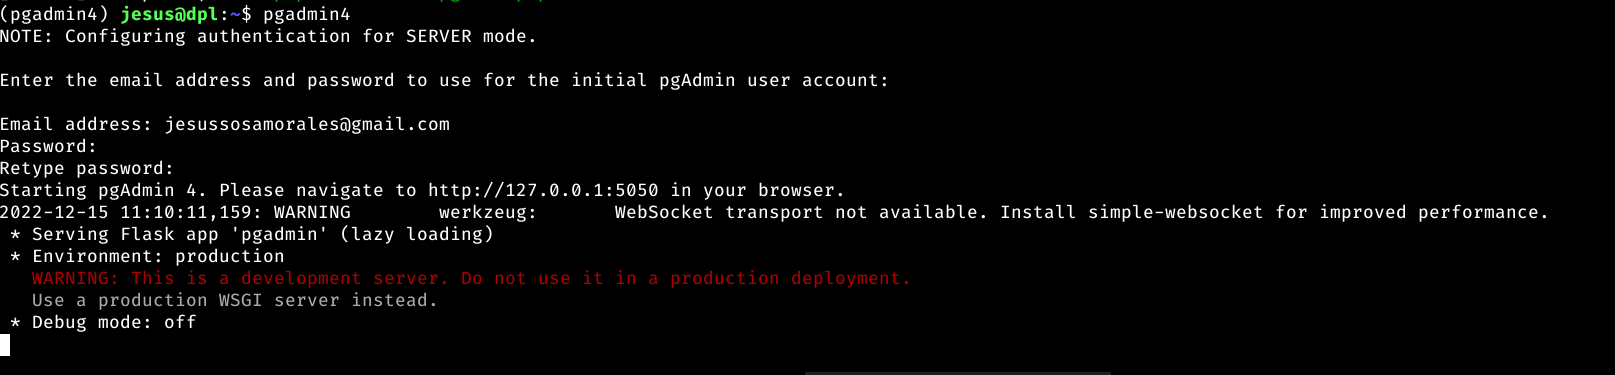 (pgadmin4) jesus@dpl:~$ pgadmin4
NOTE: Configuring authentication for SERVER mode.
Enter the email address and password to use for the initial pgAdmin user account:
Email address: jesussosamorales@gmail.com
Password:
Retype password:
Starting pgAdmin 4. Please navigate to http://127.0.0.1:5050 in your browser.
2022-12-15 11:10:11,159: WARNING werkzeug: WebSocket transport not available. Install simple-websocket for improved performance.
* Serving Flask app 'pgadmin' (lazy loading)
* Environment: production
WARNING: This is a development server. Do not use it in a production deployment.
Use a production WSGI server instead.
* Debug mode: off